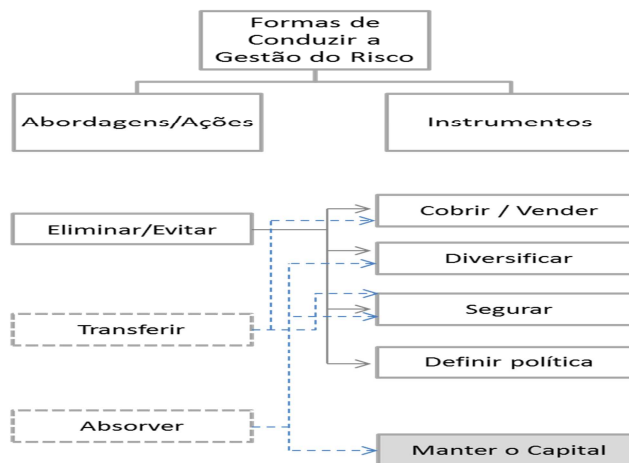 Formas de
Conduzir a
Gestão do Risco
Abordagens/Ações
Instrumentos
Eliminar/Evitar
Cobrir / Vender
Diversificar
Transferir
Segurar
Definir política
Absorver
Manter o Capital